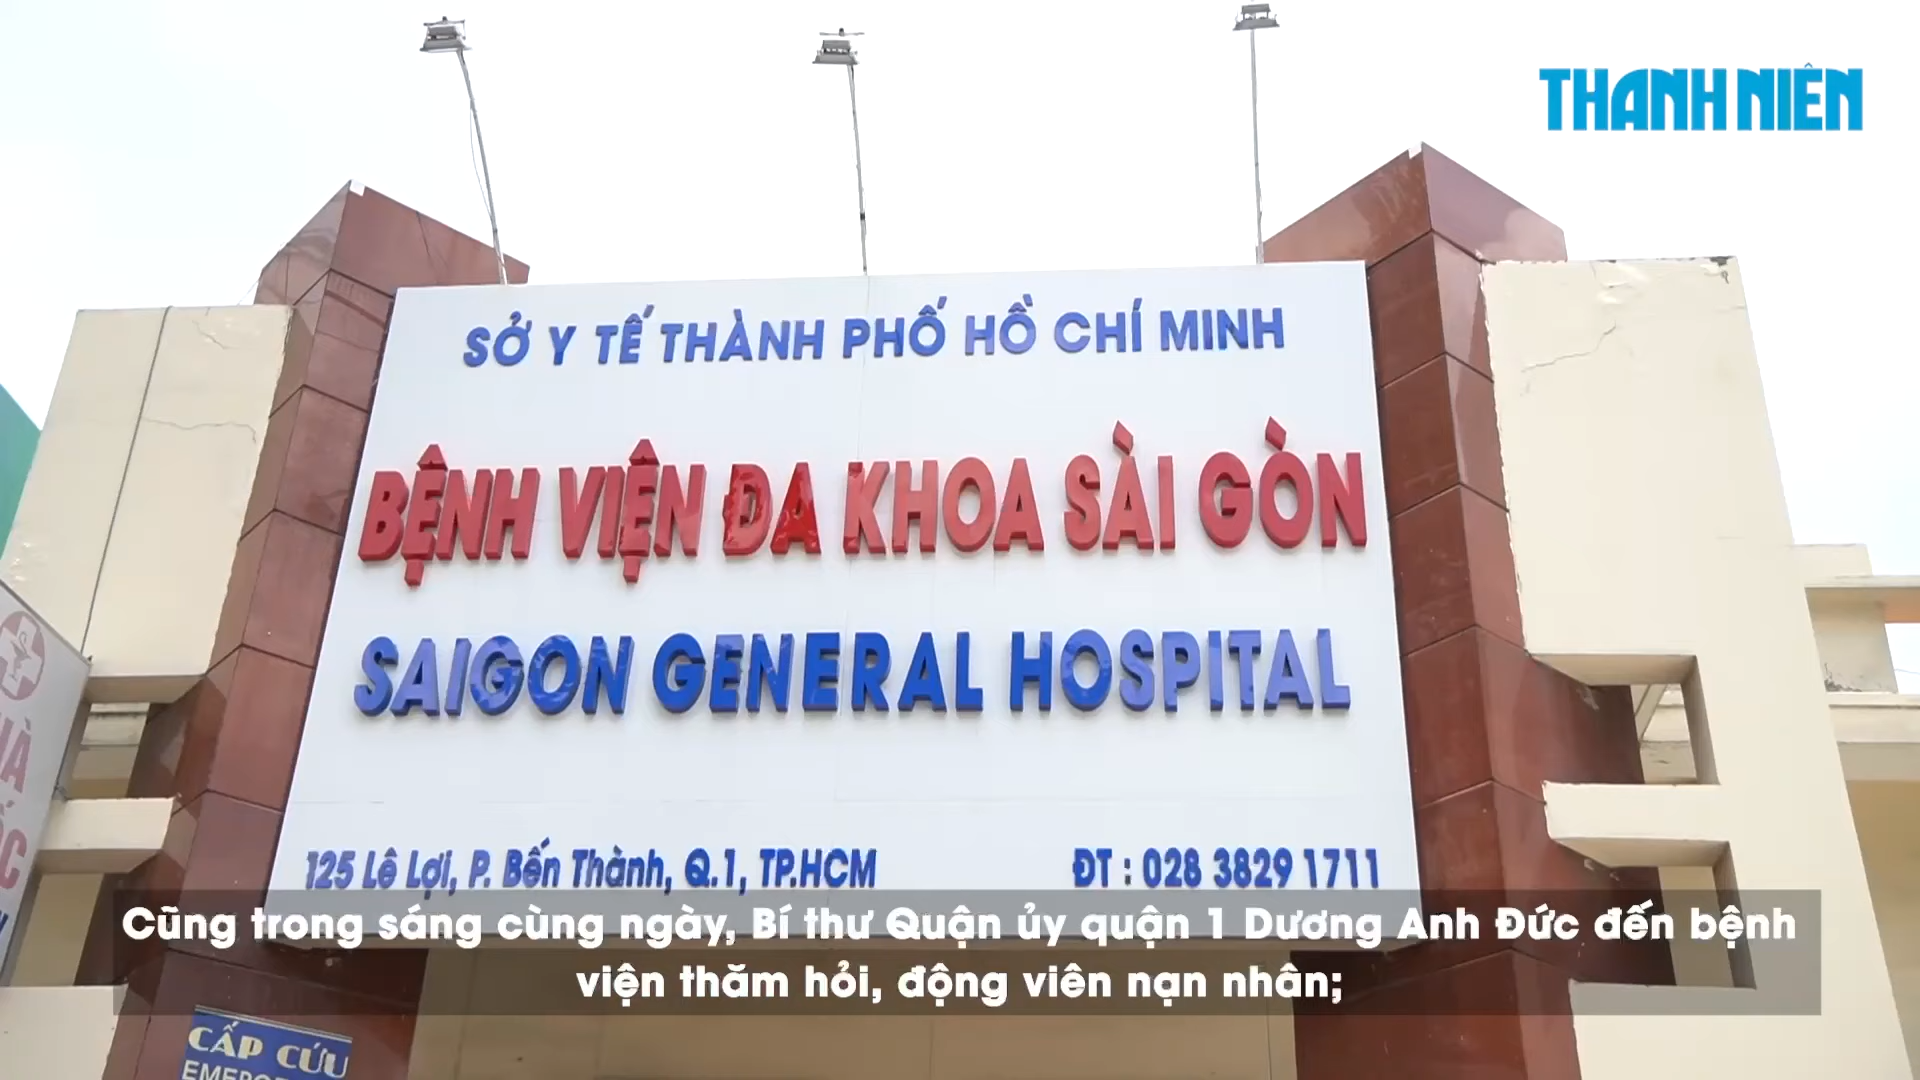 THANH NIÊN
SỞ Y TẾ THÀNH PHỐ HỒ CHÍ MINH
BỆNH VIỆN ĐA KHOA SÀI GÒN
SAIGON GENERAL HOSPITAL
125 Lê Lợi, P. Bến Thành, Q.1, TP.HCM
ĐT : 028 3829 1711
Cũng trong sáng cùng ngày, Bí thư Quận ủy quận 1 Dương Anh Đức đến bệnh
viện thăm hỏi, động viên nạn nhân;
CẤP CỨU